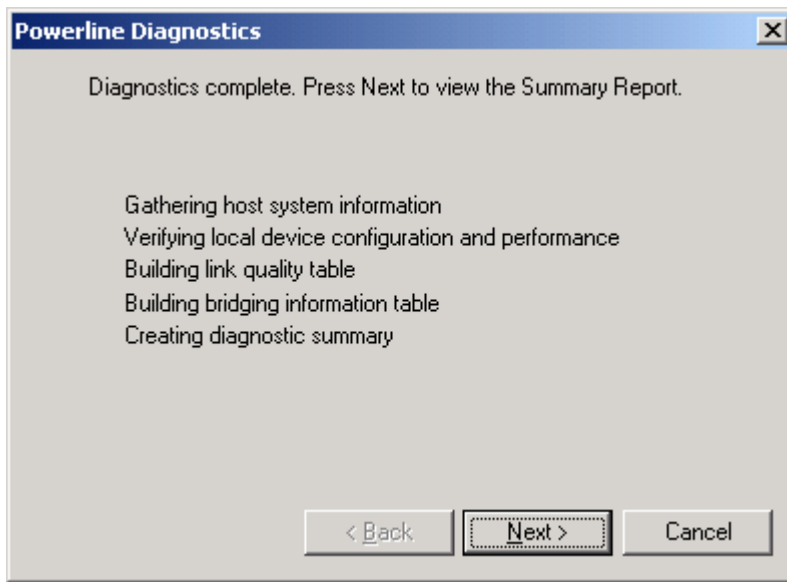 Powerline Diagnostics
Diagnostics complete. Press Next to view the Summary Report.
Gathering host system information
Verifying local device configuration and performance
Building link quality table
Building bridging information table
Creating diagnostic summary
< Back
Next >
Cancel